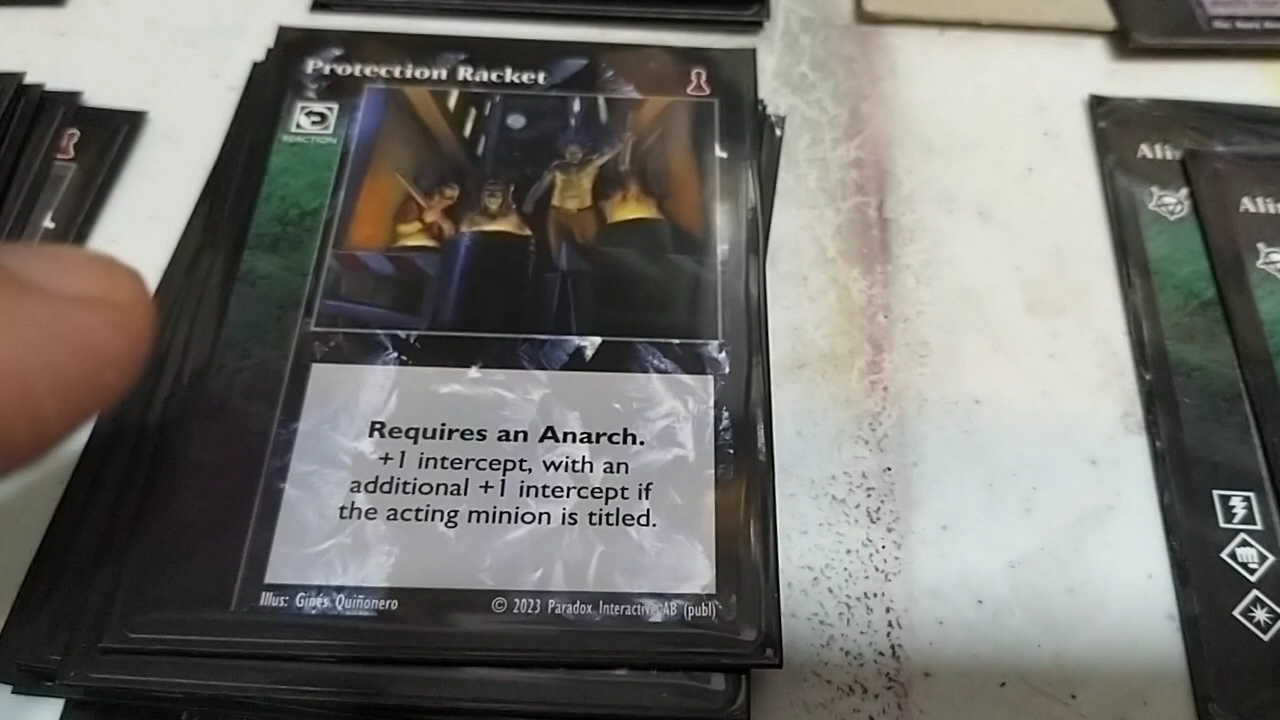 Protection Racket
REACTION
Requires an Anarch.
+1 intercept, with an
additional +1 intercept if
the acting minion is titled.
Illus: Ginés Quiñonero
© 2023 Paradox Interactive AB (publ)